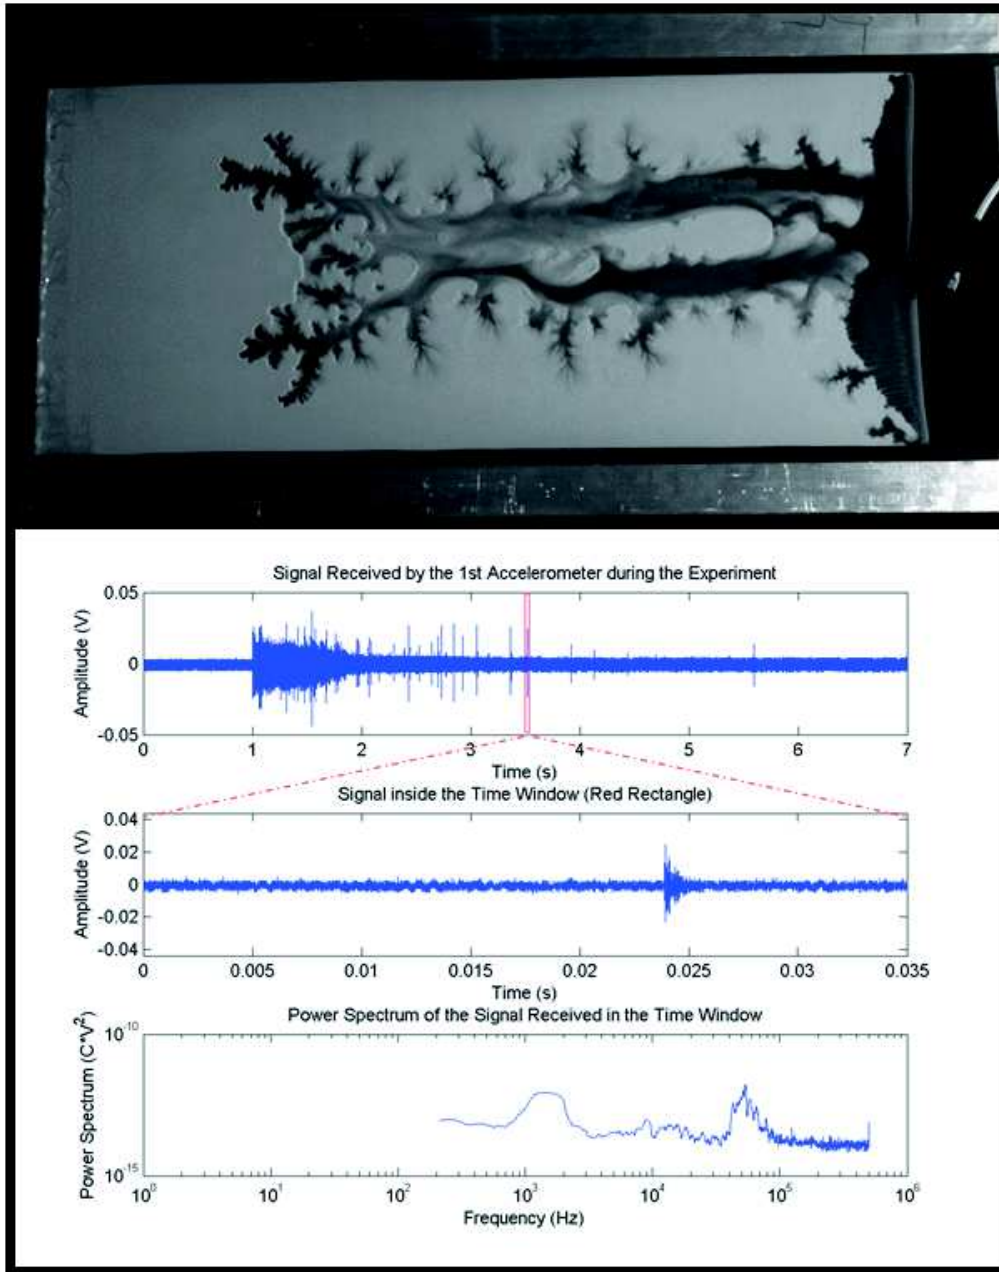 Signal Received by the 1st Accelerometer during the Experiment
Amplitude (V)
0.05
0
-0.05
0 1 2 3 4 5 6 7
Time (s)
Signal inside the Time Window (Red Rectangle)
Amplitude (V)
0.04
0.02
0
-0.02
-0.04
0 0.005 0.01 0.015 0.02 0.025 0.03 0.035
Time (s)
Power Spectrum of the Signal Received in the Time Window
Power Spectrum (C*V²)
10⁻¹⁰
10⁻¹⁵
10⁰ 10¹ 10² 10³ 10⁴ 10⁵ 10⁶
Frequency (Hz)